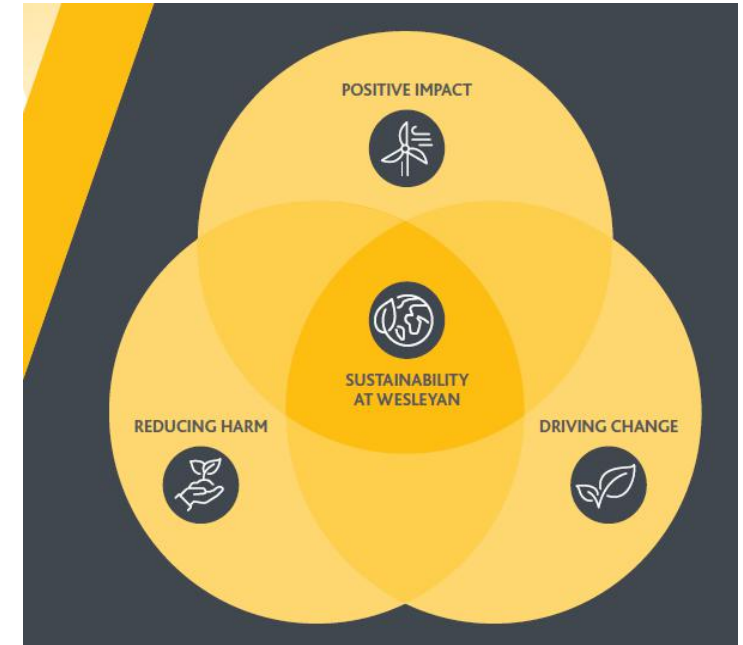 POSITIVE IMPACT
SUSTAINABILITY
AT WESLEYAN
REDUCING HARM
DRIVING CHANGE